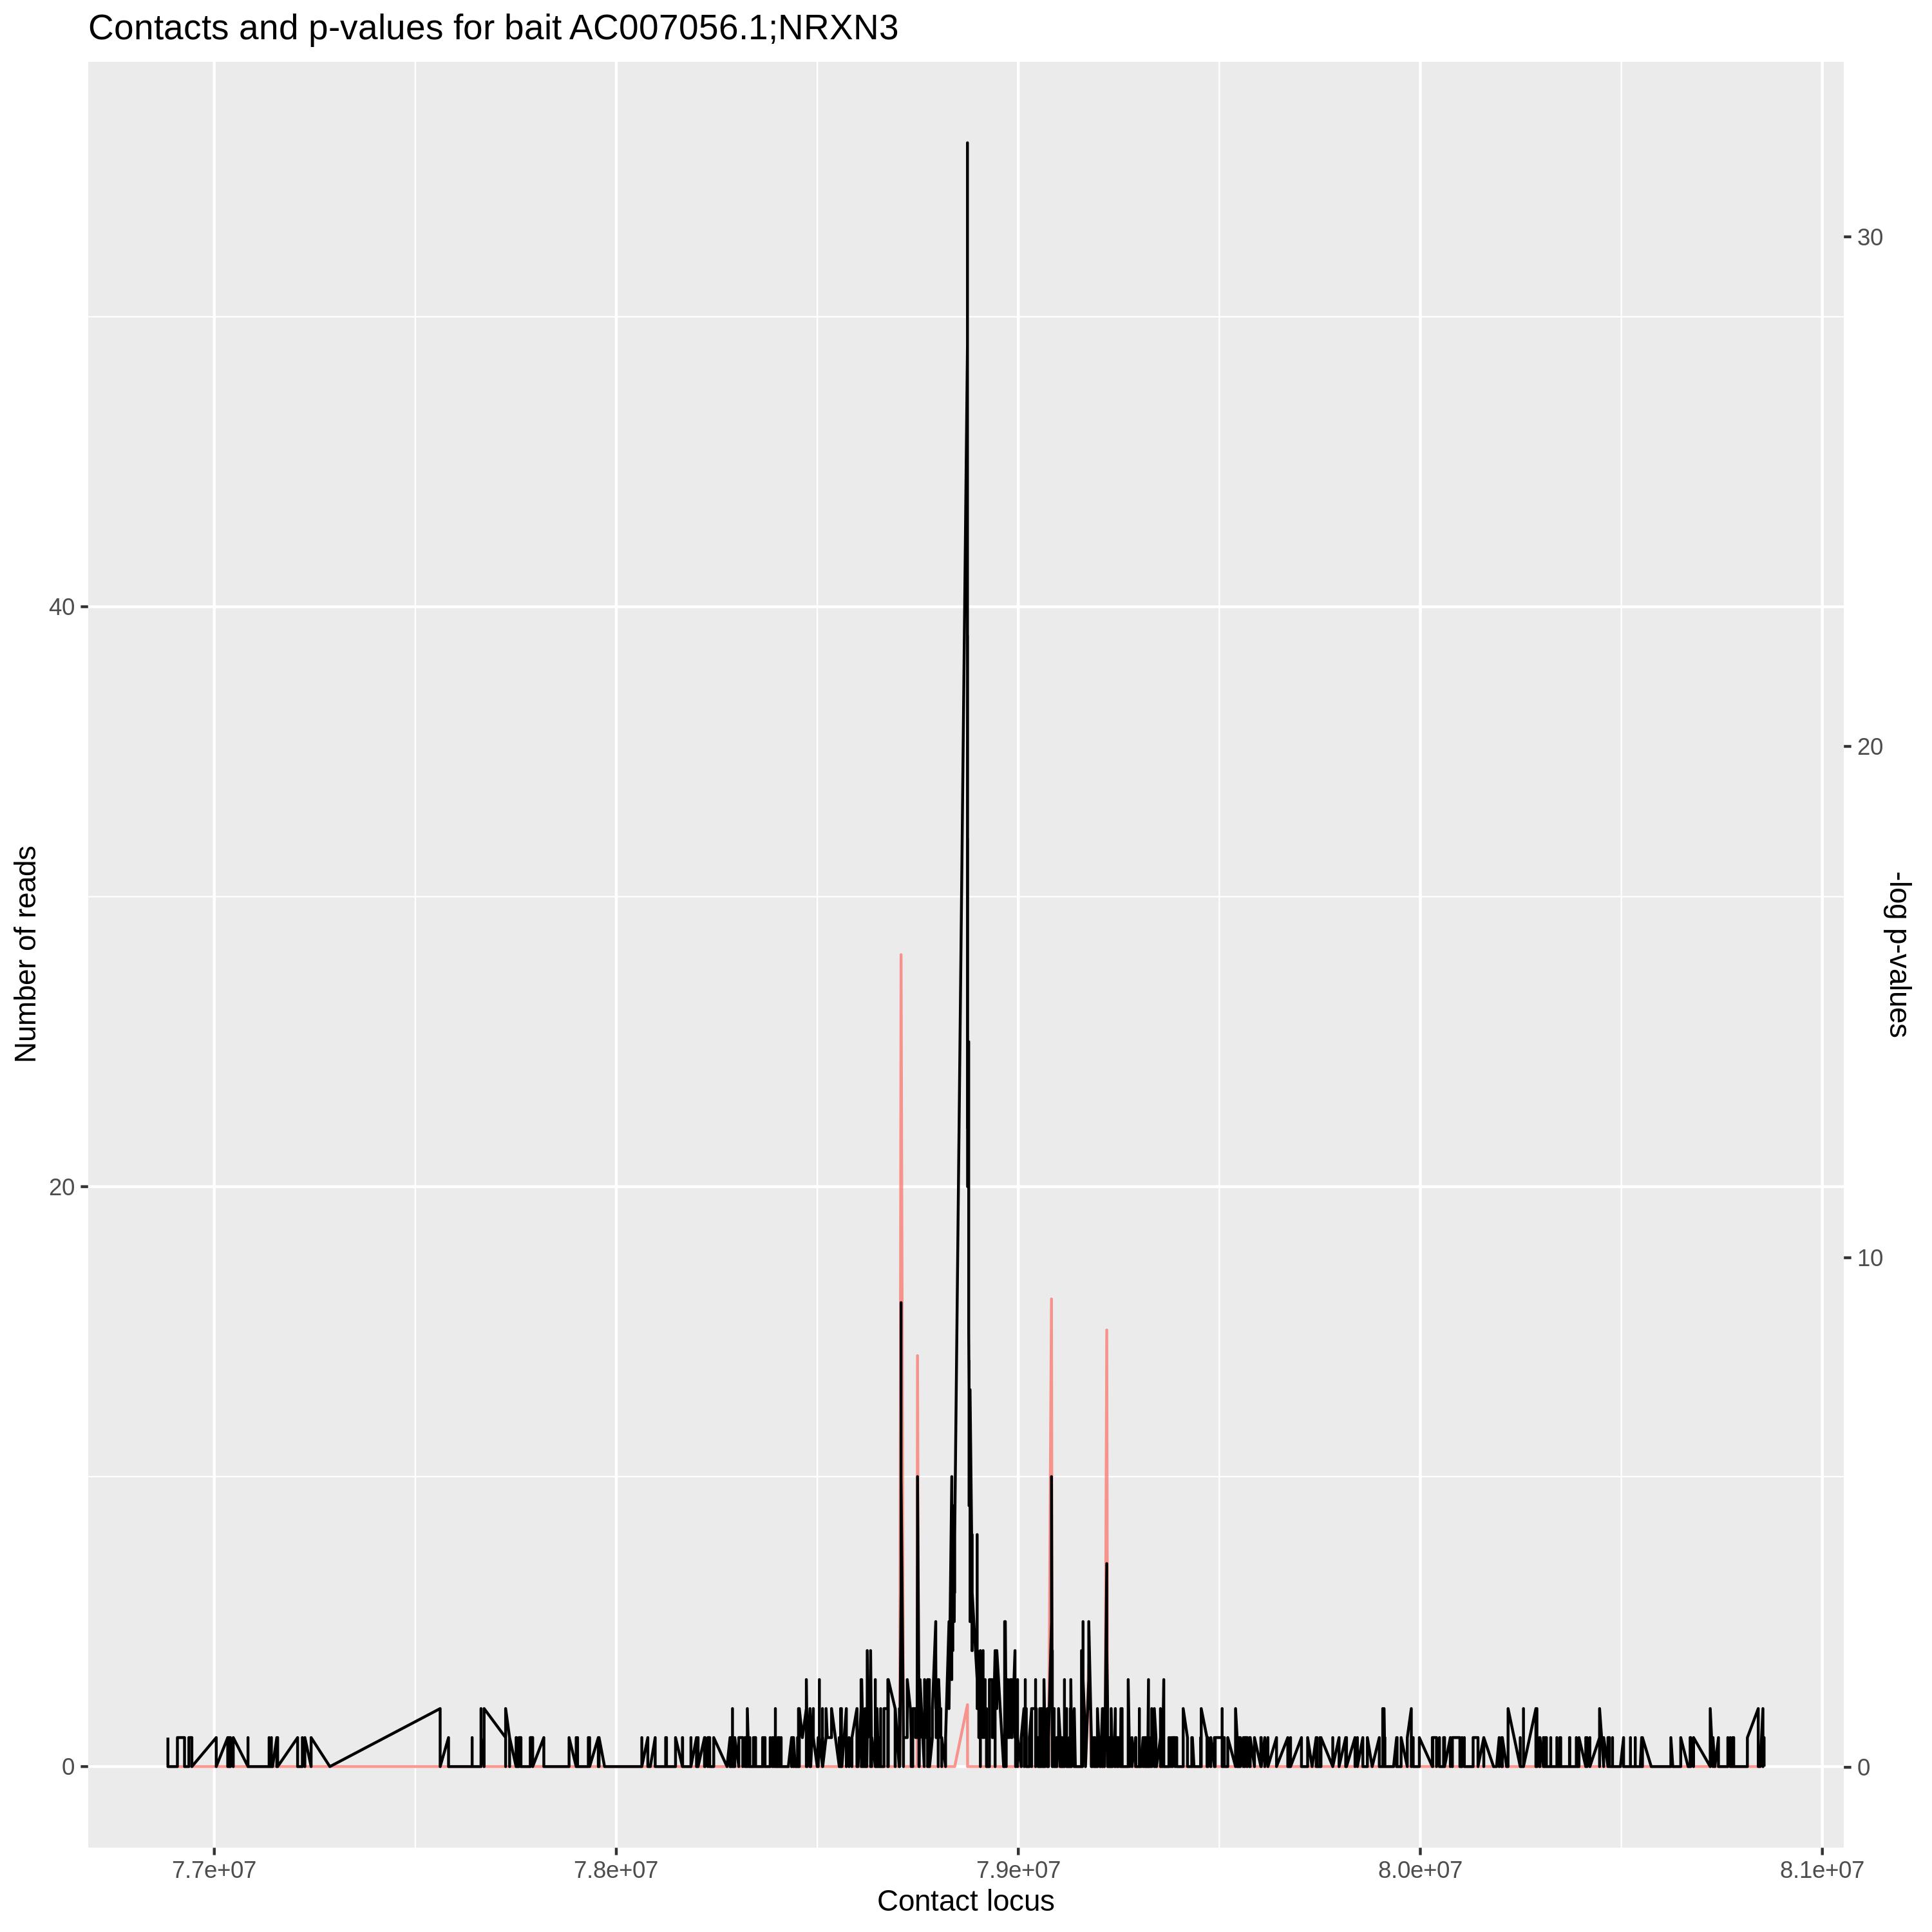 Contacts and p-values for bait AC007056.1;NRXN3
Number of reads
40
20
0
30
20
10
0
-log p-values
7.7e+07 7.8e+07 7.9e+07 8.0e+07 8.1e+07
Contact locus